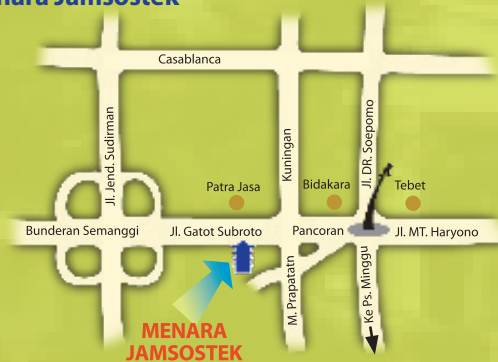 nara Jamsostek
Casablanca
Jl. Jend. Sudirman
Kuningan
Jl. DR. Soepomo
Patra Jasa
Bidakara
Tebet
Bunderan Semanggi
Jl. Gatot Subroto
Pancoran
Jl. MT. Haryono
M. Prapatatn
Ke Ps. Minggu
MENARA
JAMSOSTEK